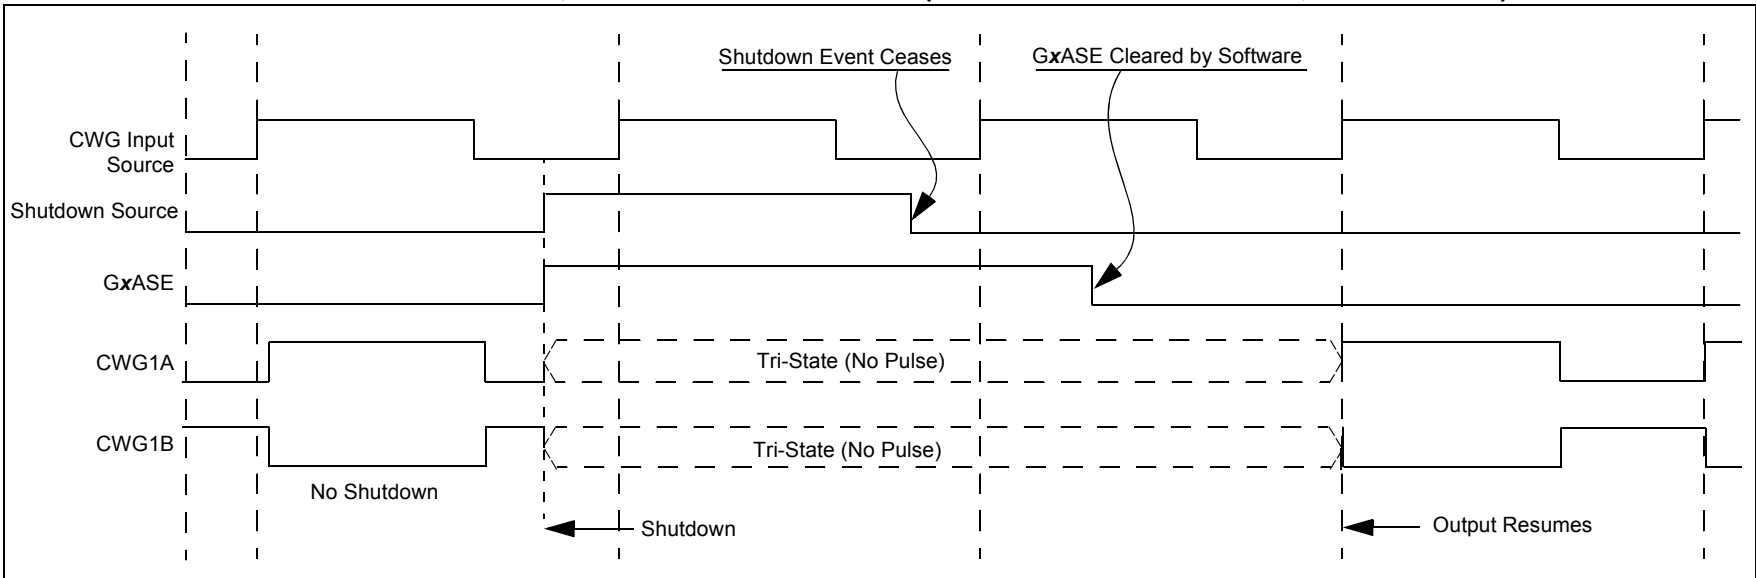 Shutdown Event Ceases
GxASE Cleared by Software
CWG Input
Source
Shutdown Source
GxASE
CWG1A
Tri-State (No Pulse)
CWG1B
Tri-State (No Pulse)
No Shutdown
Shutdown
Output Resumes